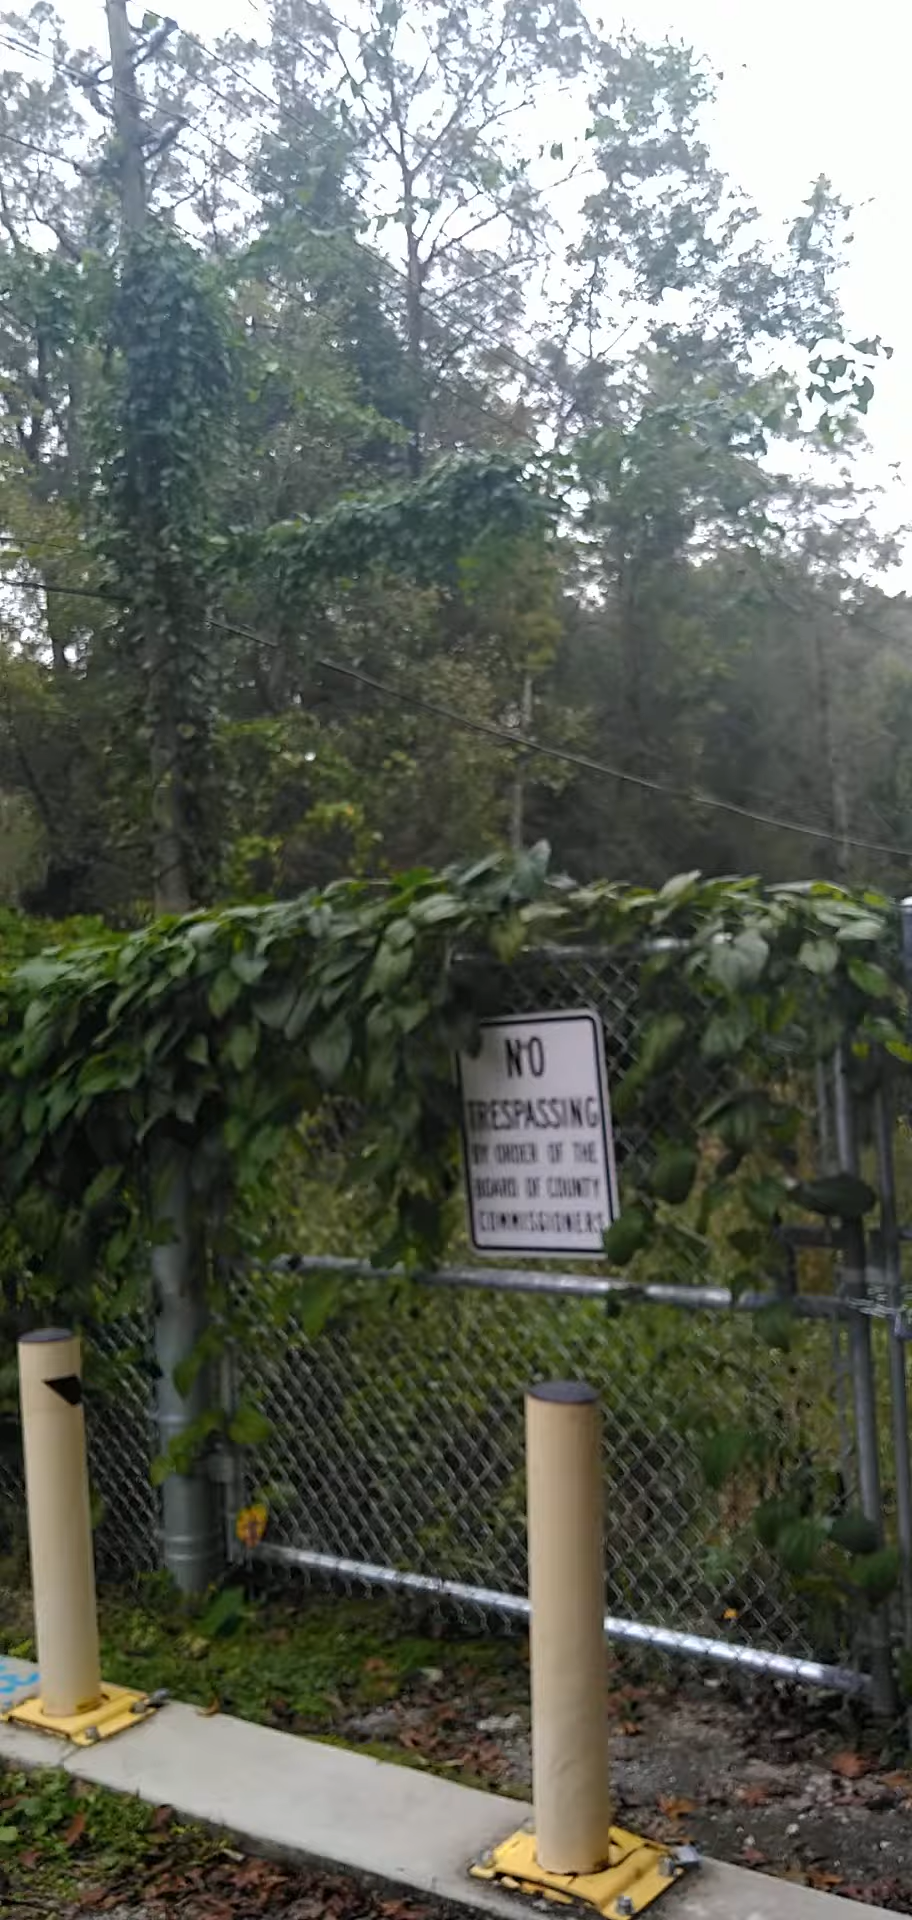 NO
TRESPASSING
BY ORDER OF THE
BOARD OF COUNTY
COMMISSIONERS